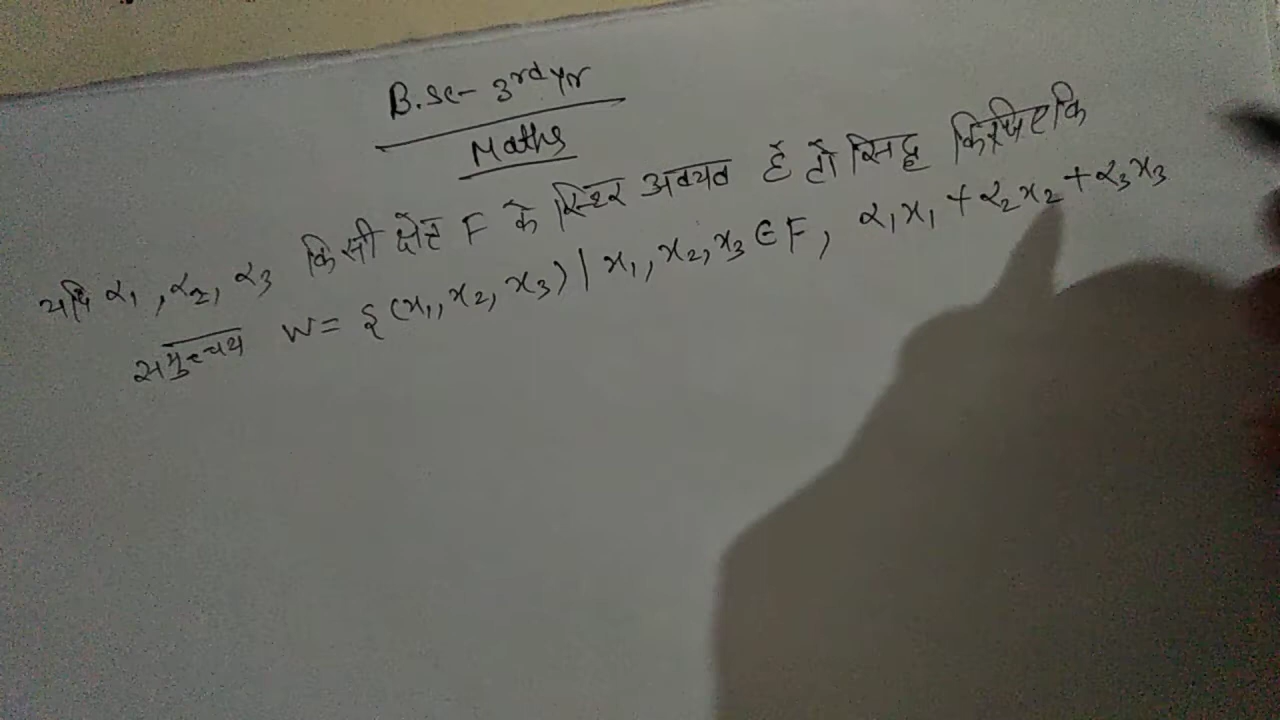 B.sc- 3rd yr
Maths
यदि α1, α2, α3 किसी क्षेत्र F के स्थिर अवयव हैं तो सिद्ध किजिए कि
समुच्चय W = {(x1, x2, x3) | x1, x2, x3 ∈ F, α1x1 + α2x2 + α3x3